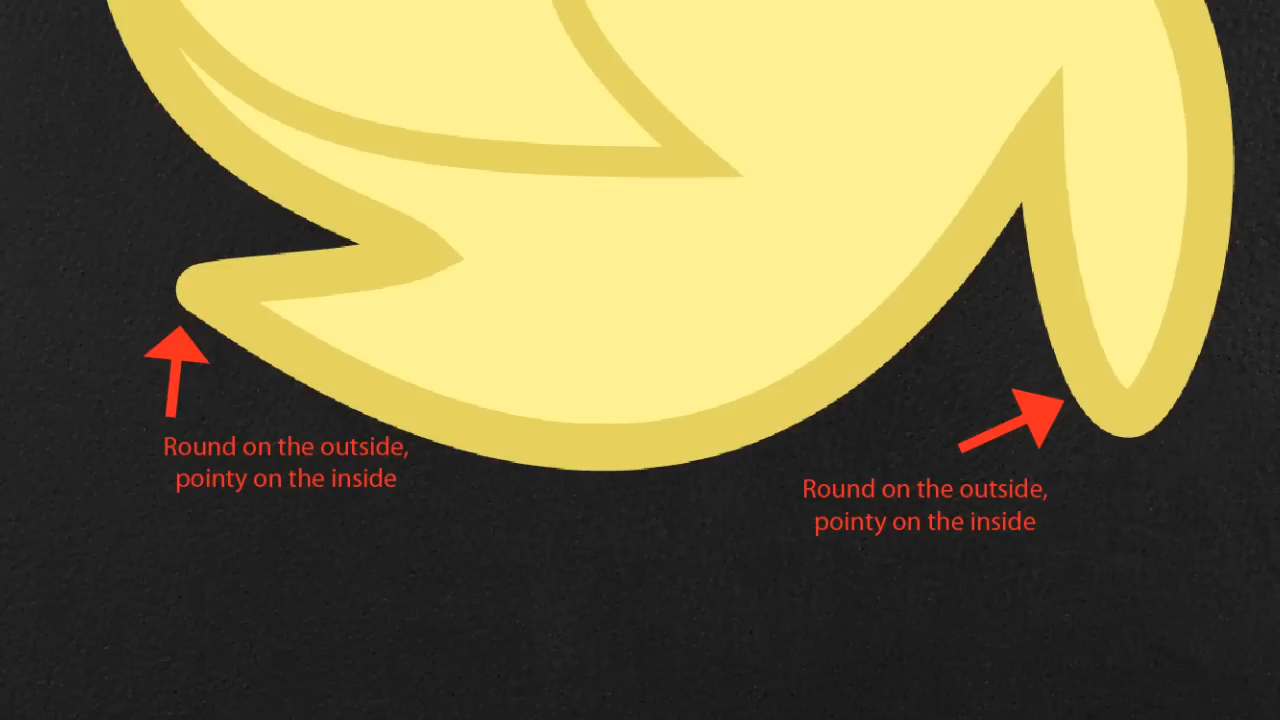 Round on the outside,
pointy on the inside
Round on the outside,
pointy on the inside